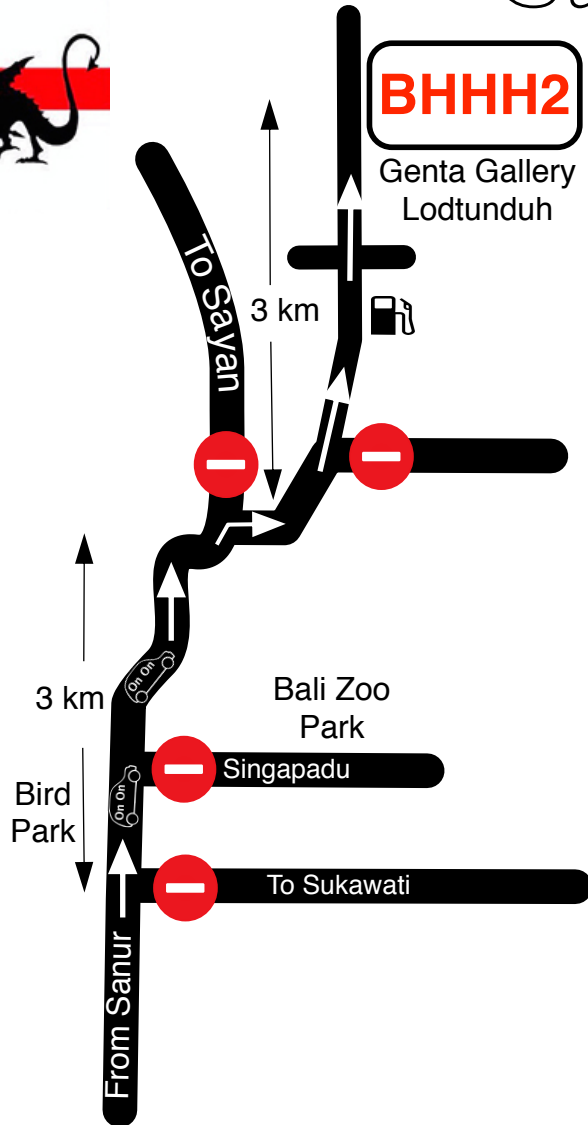 BHHH2
Genta Gallery
Lodtunduh
To Sayan
3 km
3 km
On On
Bali Zoo
Park
Singapadu
Bird
Park
On On
To Sukawati
From Sanur